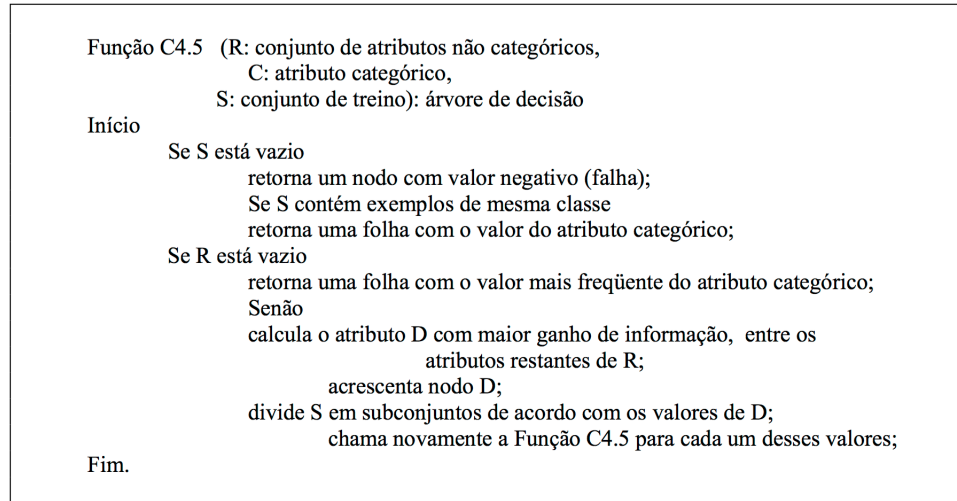 Função C4.5 (R: conjunto de atributos não categóricos,
C: atributo categórico,
S: conjunto de treino): árvore de decisão
Início
Se S está vazio
retorna um nodo com valor negativo (falha);
Se S contém exemplos de mesma classe
retorna uma folha com o valor do atributo categórico;
Se R está vazio
retorna uma folha com o valor mais freqüente do atributo categórico;
Senão
calcula o atributo D com maior ganho de informação, entre os
atributos restantes de R;
acrescenta nodo D;
divide S em subconjuntos de acordo com os valores de D;
chama novamente a Função C4.5 para cada um desses valores;
Fim.